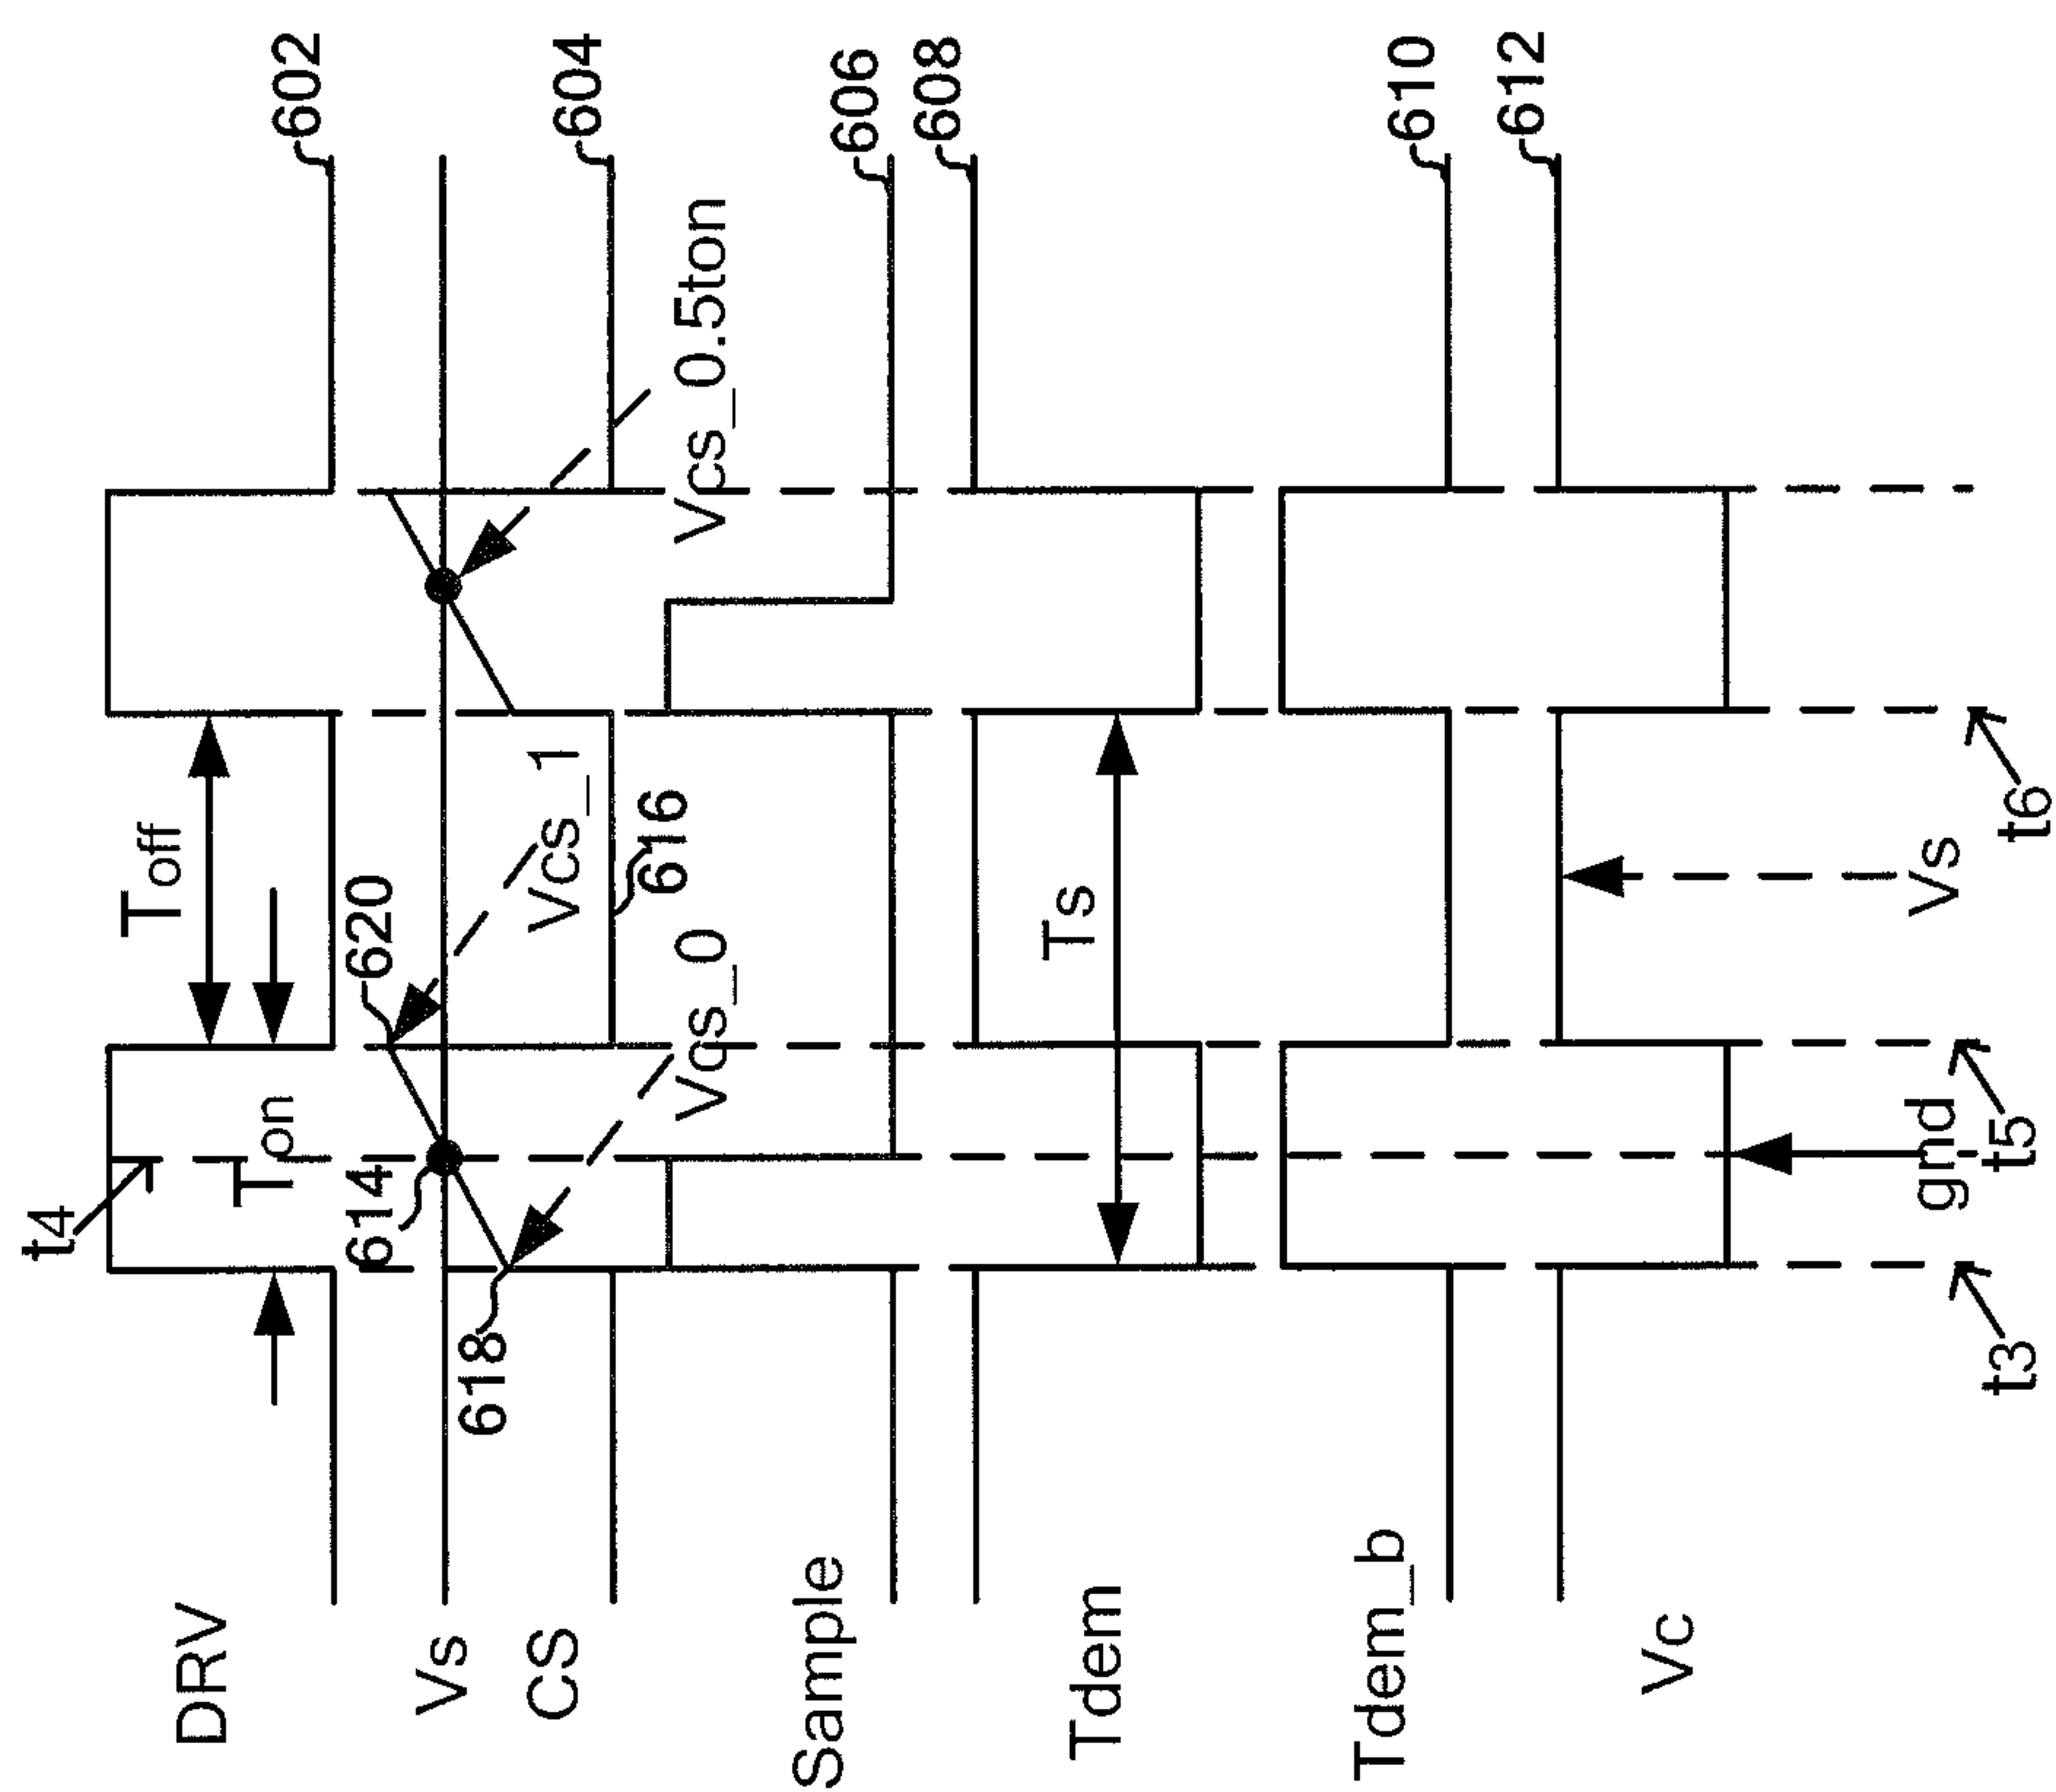 DRV
Vs
CS
Sample
Tdem
Tdem_b
Vc
t4
Ton
Toff
614
618
620
616
Vcs_0
Vcs_1
Vcs_0.5ton
Ts
gnd
Vs
t3
t5
t6
602
604
606
608
610
612